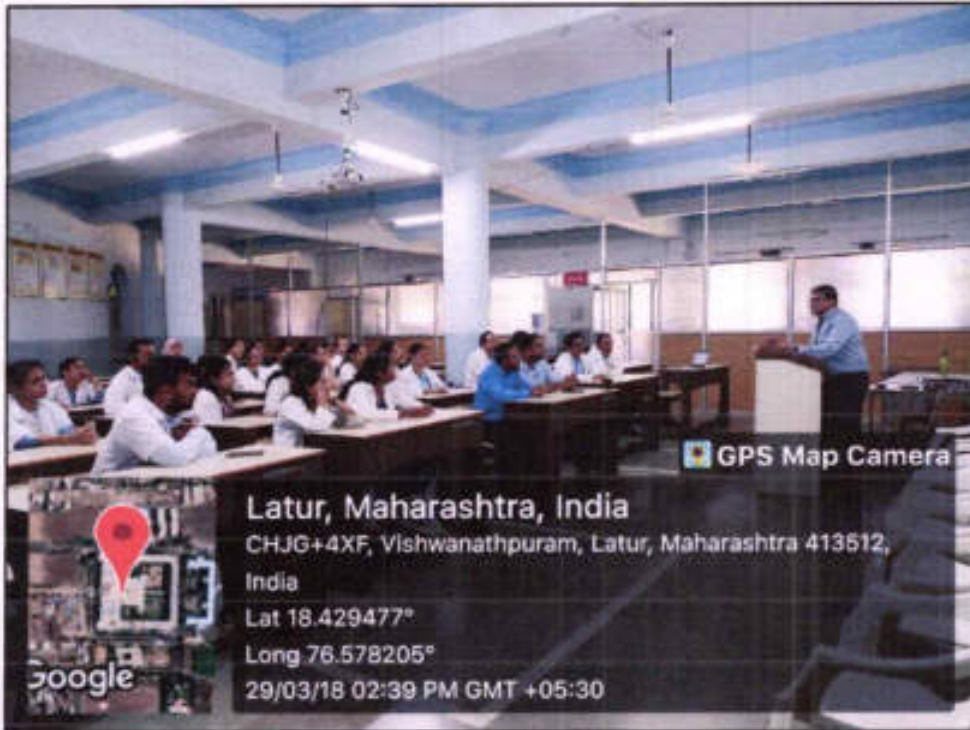 GPS Map Camera
Latur, Maharashtra, India
CHJG+4XF, Vishwanathpuram, Latur, Maharashtra 413512,
India
Lat 18.429477°
Long 76.578205°
29/03/18 02:39 PM GMT +05:30
Google